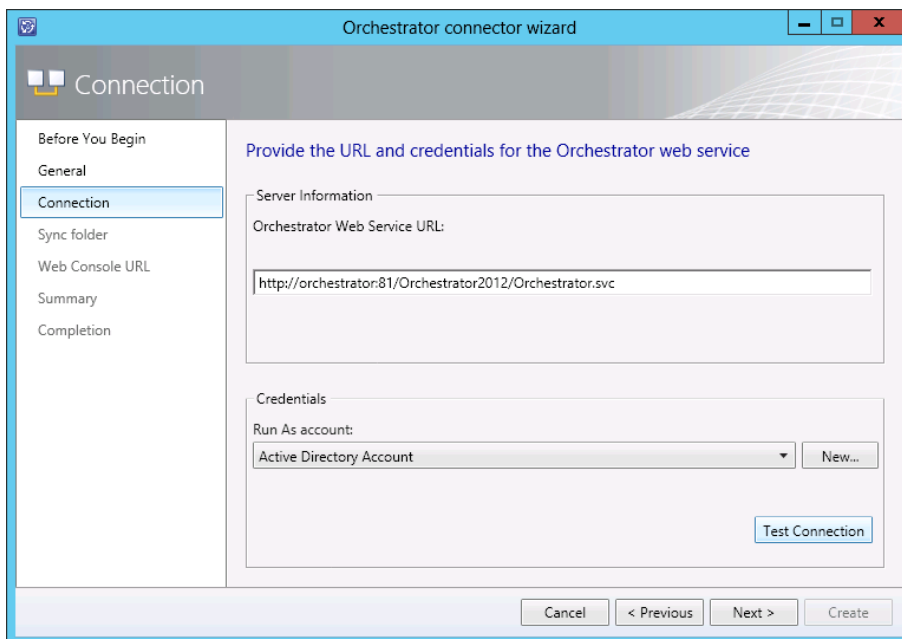 Orchestrator connector wizard
Connection
Before You Begin
General
Connection
Sync folder
Web Console URL
Summary
Completion
Provide the URL and credentials for the Orchestrator web service
Server Information
Orchestrator Web Service URL:
http://orchestrator:81/Orchestrator2012/Orchestrator.svc
Credentials
Run As account:
Active Directory Account
New...
Test Connection
Cancel
< Previous
Next >
Create